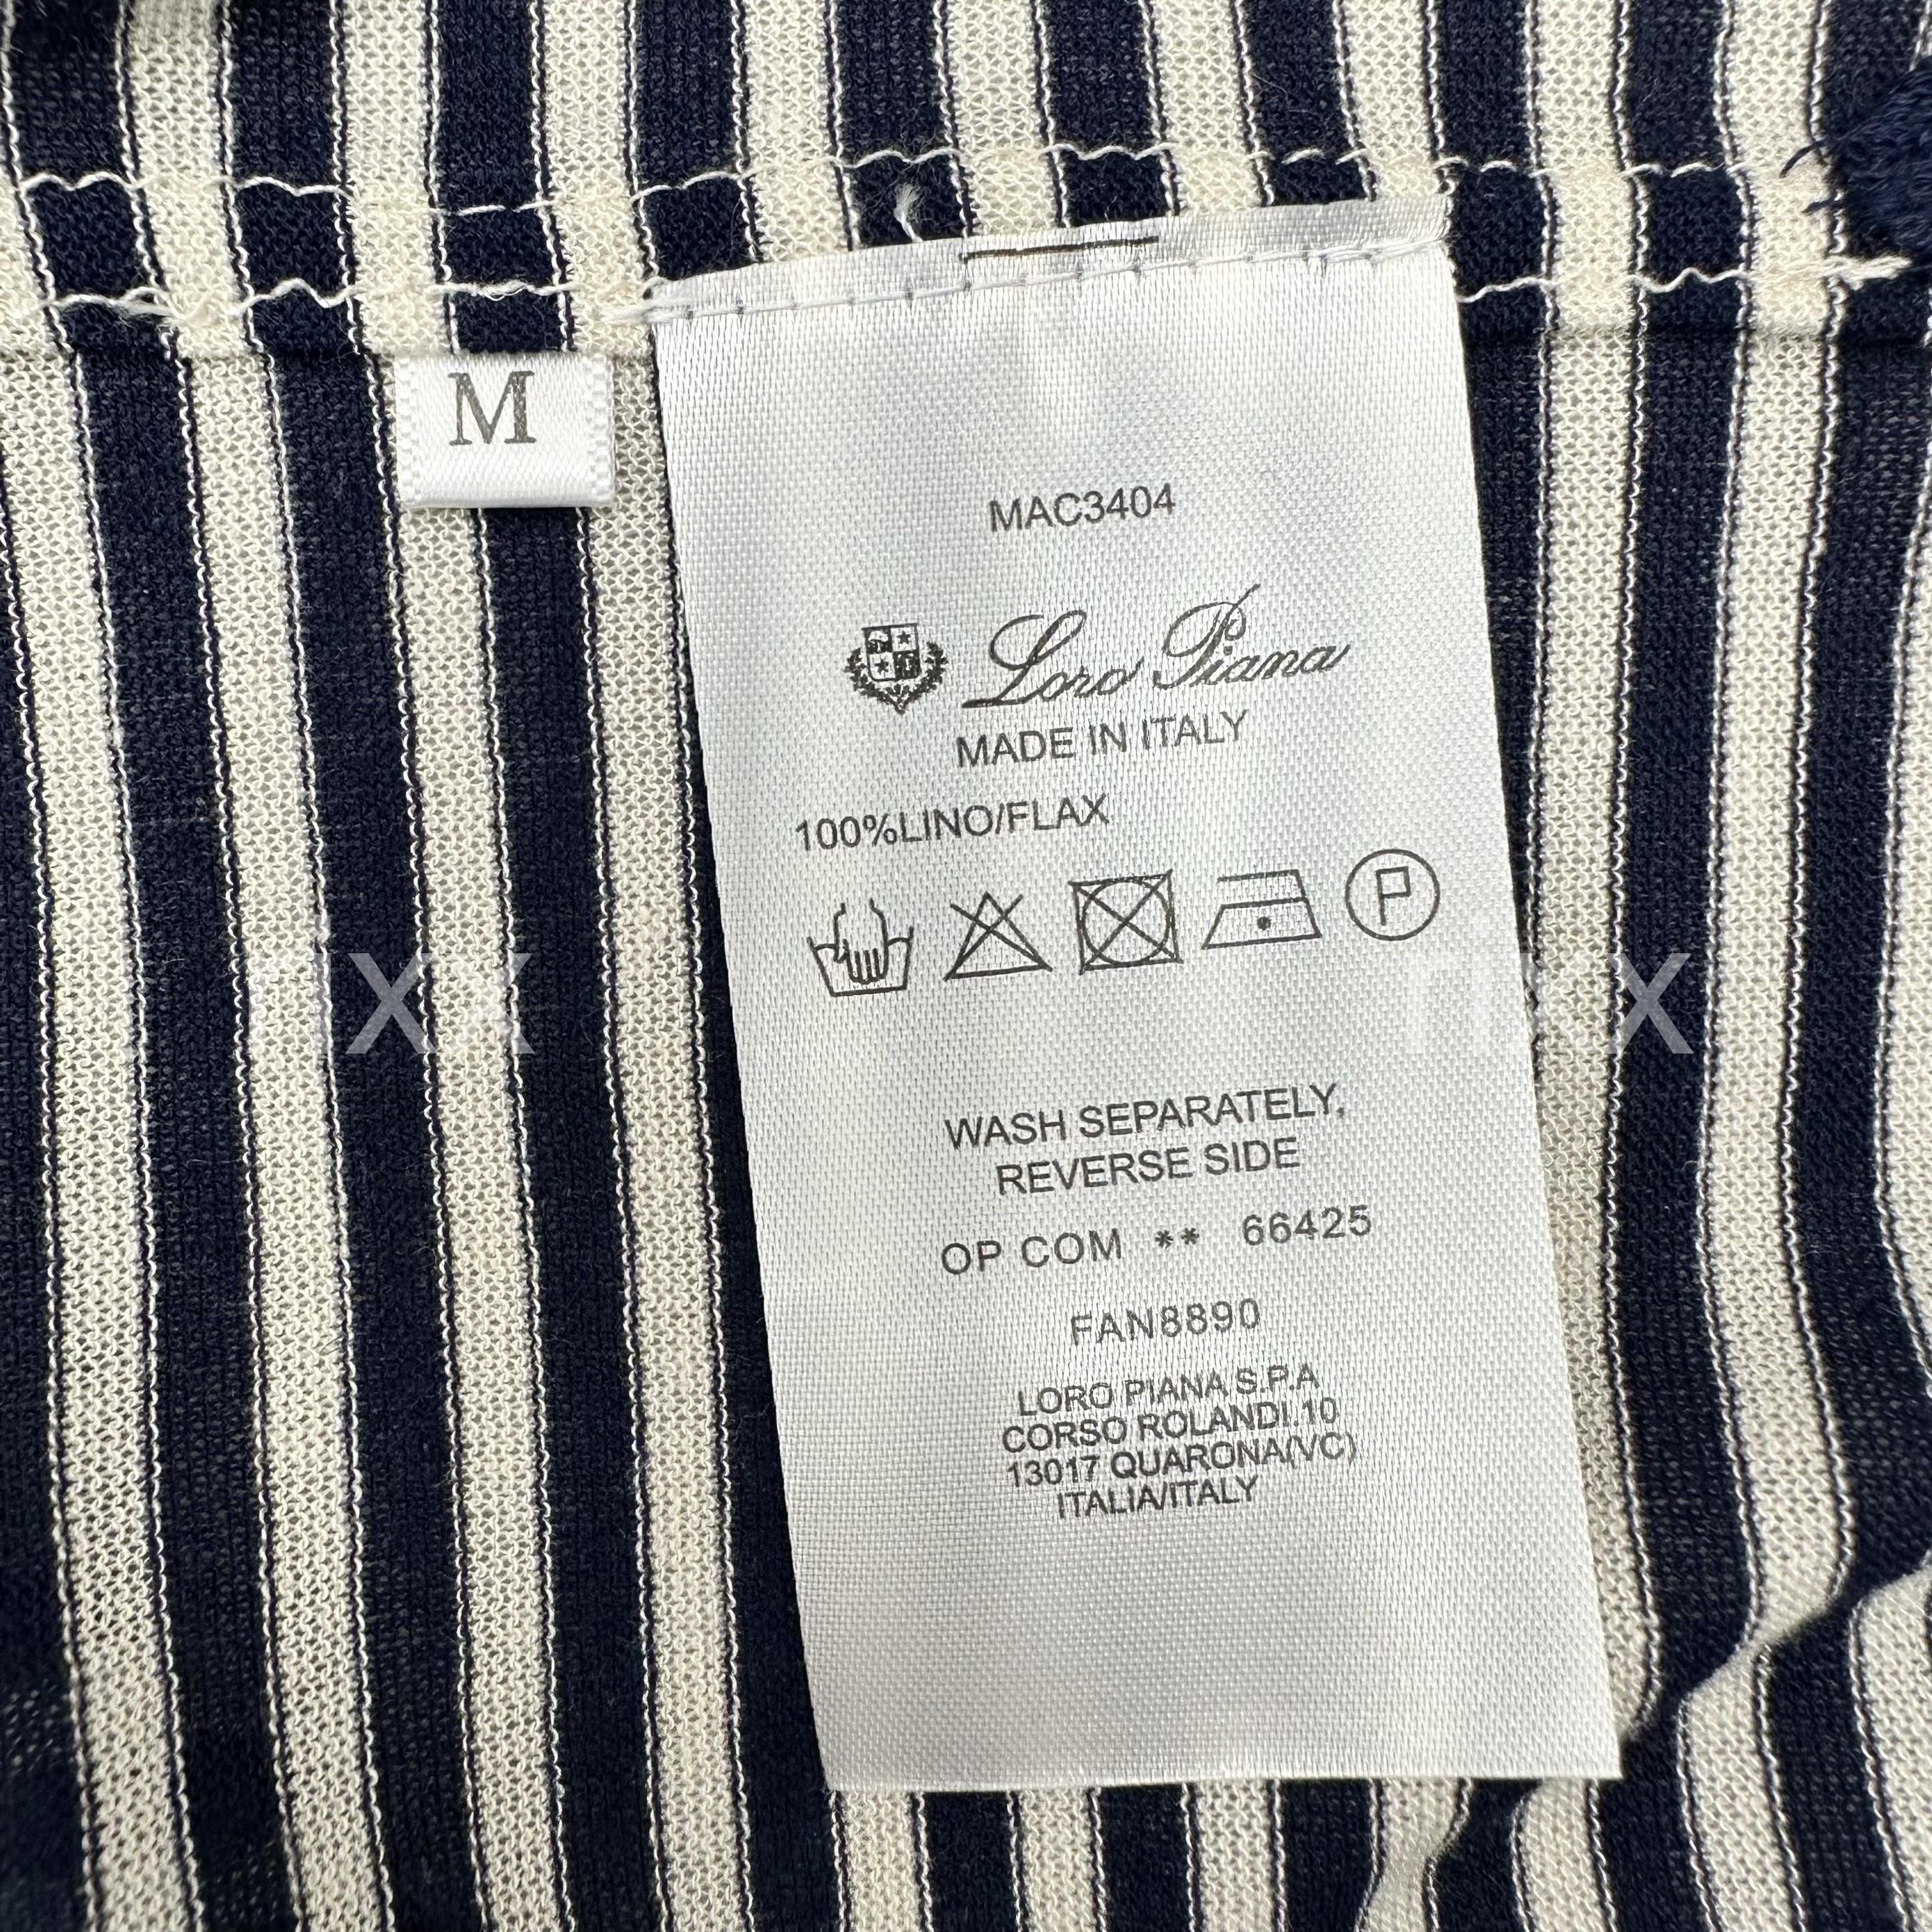 M
MAC3404
Loro Piana
MADE IN ITALY
100%LINO/FLAX
P
WASH SEPARATELY,
REVERSE SIDE
OP COM ** 66425
FAN8890
LORO PIANA S.P.A
CORSO ROLANDI.10
13017 QUARONA(VC)
ITALIA/ITALY